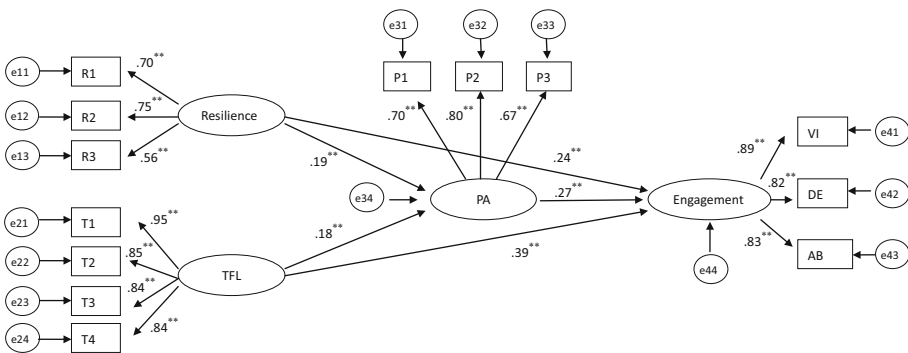 e31
e32
e33
P1
P2
P3
.70**
.80**
.67**
e11
R1
.70**
e12
R2
.75**
e13
R3
.56**
Resilience
.19**
.24**
e34
PA
.27**
.18**
.39**
e21
T1
.95**
e22
T2
.85**
e23
T3
.84**
e24
T4
.84**
TFL
Engagement
e44
.89**
VI
e41
.82**
DE
e42
.83**
AB
e43